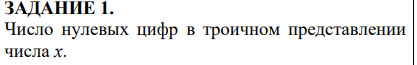 ЗАДАНИЕ 1.
Число нулевых цифр в троичном представлении
числа x.